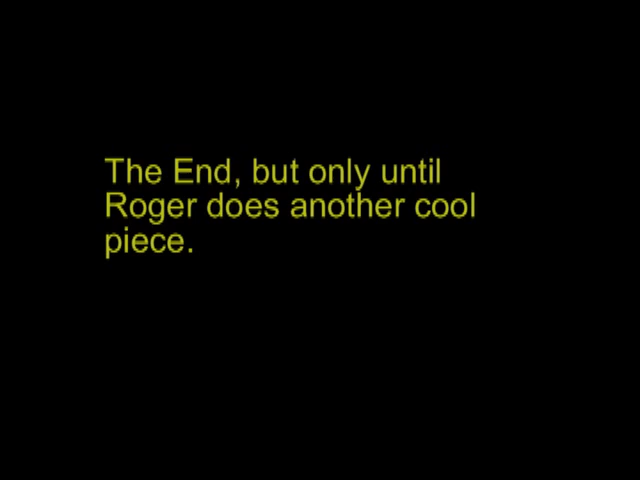 The End, but only until
Roger does another cool
piece.